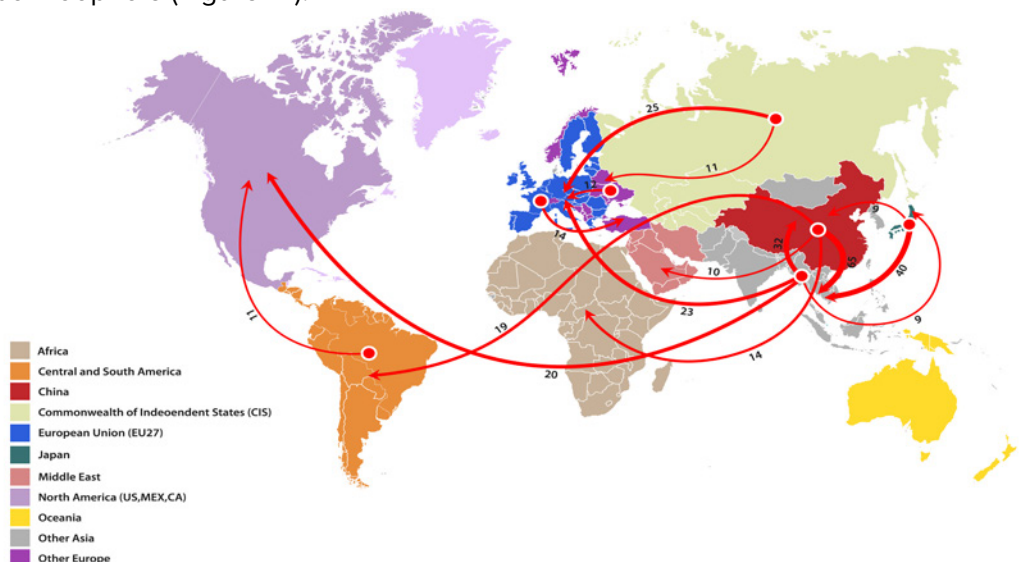 (Figure
25
11
9
14
32
65
10
40
23
11
9
19
14
20
Africa
Central and South America
China
Commonwealth of Indeoendent States (CIS)
European Union (EU27)
Japan
Middle East
North America (US,MEX,CA)
Oceania
Other Asia
Other Europe